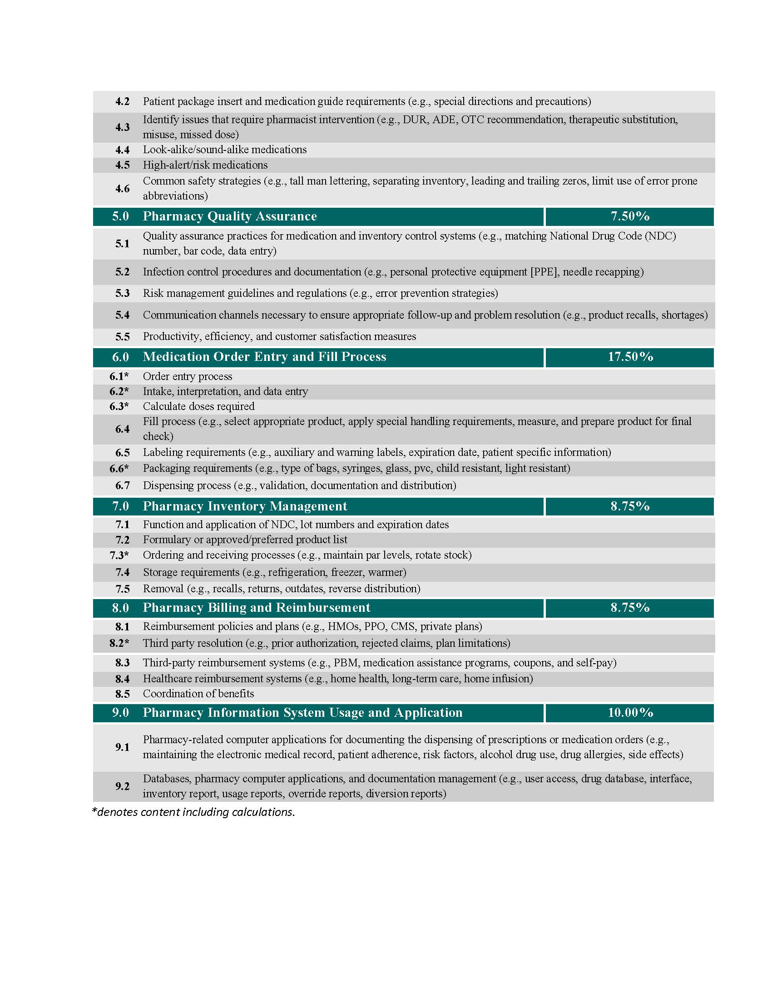 4.2 Patient package insert and medication guide requirements (e.g., special directions and precautions)
4.3 Identify issues that require pharmacist intervention (e.g., DUR, ADE, OTC recommendation, therapeutic substitution,
misuse, missed dose)
4.4 Look-alike/sound-alike medications
4.5 High-alert/risk medications
4.6 Common safety strategies (e.g., tall man lettering, separating inventory, leading and trailing zeros, limit use of error prone
abbreviations)
5.0 Pharmacy Quality Assurance 7.50%
5.1 Quality assurance practices for medication and inventory control systems (e.g., matching National Drug Code (NDC)
number, bar code, data entry)
5.2 Infection control procedures and documentation (e.g., personal protective equipment [PPE], needle recapping)
5.3 Risk management guidelines and regulations (e.g., error prevention strategies)
5.4 Communication channels necessary to ensure appropriate follow-up and problem resolution (e.g., product recalls, shortages)
5.5 Productivity, efficiency, and customer satisfaction measures
6.0 Medication Order Entry and Fill Process 17.50%
6.1* Order entry process
6.2* Intake, interpretation, and data entry
6.3* Calculate doses required
6.4 Fill process (e.g., select appropriate product, apply special handling requirements, measure, and prepare product for final
check)
6.5 Labeling requirements (e.g., auxiliary and warning labels, expiration date, patient specific information)
6.6* Packaging requirements (e.g., type of bags, syringes, glass, pvc, child resistant, light resistant)
6.7 Dispensing process (e.g., validation, documentation and distribution)
7.0 Pharmacy Inventory Management 8.75%
7.1 Function and application of NDC, lot numbers and expiration dates
7.2 Formulary or approved/preferred product list
7.3* Ordering and receiving processes (e.g., maintain par levels, rotate stock)
7.4 Storage requirements (e.g., refrigeration, freezer, warmer)
7.5 Removal (e.g., recalls, returns, outdates, reverse distribution)
8.0 Pharmacy Billing and Reimbursement 8.75%
8.1 Reimbursement policies and plans (e.g., HMOs, PPO, CMS, private plans)
8.2* Third party resolution (e.g., prior authorization, rejected claims, plan limitations)
8.3 Third-party reimbursement systems (e.g., PBM, medication assistance programs, coupons, and self-pay)
8.4 Healthcare reimbursement systems (e.g., home health, long-term care, home infusion)
8.5 Coordination of benefits
9.0 Pharmacy Information System Usage and Application 10.00%
9.1 Pharmacy-related computer applications for documenting the dispensing of prescriptions or medication orders (e.g.,
maintaining the electronic medical record, patient adherence, risk factors, alcohol drug use, drug allergies, side effects)
9.2 Databases, pharmacy computer applications, and documentation management (e.g., user access, drug database, interface,
inventory report, usage reports, override reports, diversion reports)
*denotes content including calculations.